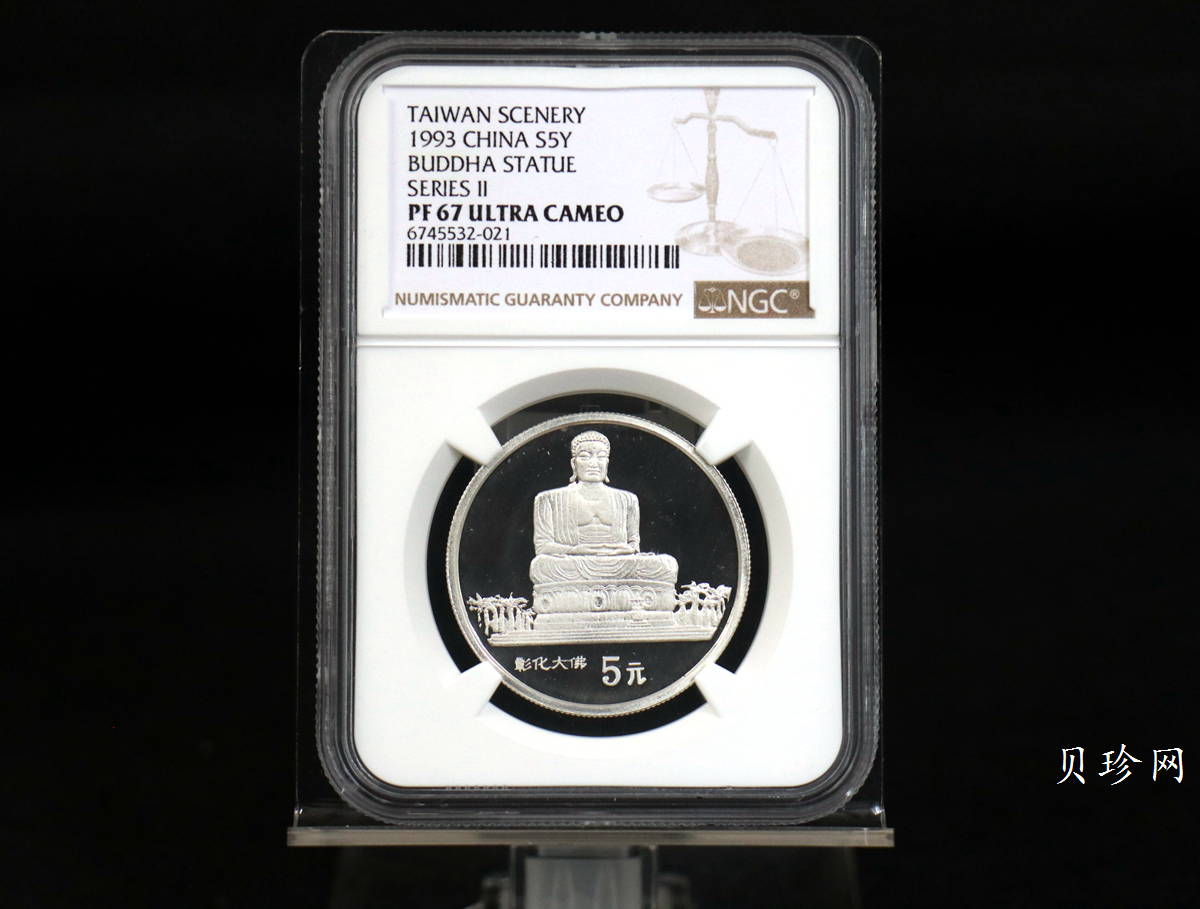 TAIWAN SCENERY
1993 CHINA S5Y
BUDDHA STATUE
SERIES II
PF 67 ULTRA CAMEO
6745532-021
NUMISMATIC GUARANTY COMPANY
NGC®
彰化大佛 5元
贝珍网